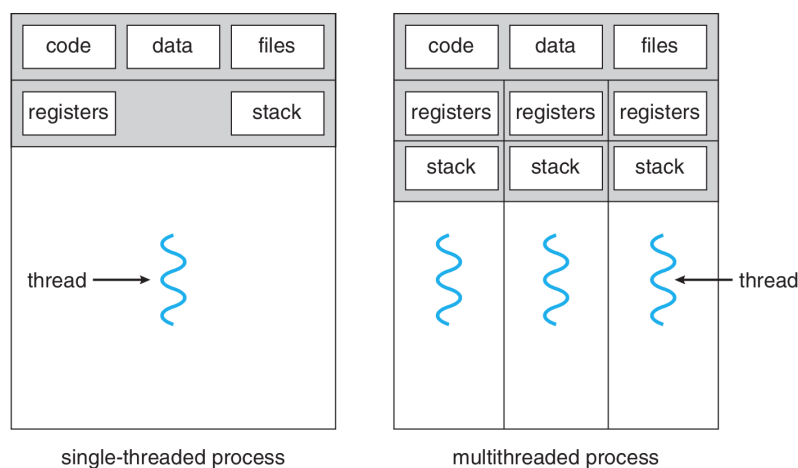 code data files
registers stack
thread
single-threaded process
code data files
registers registers registers
stack stack stack
thread
multithreaded process